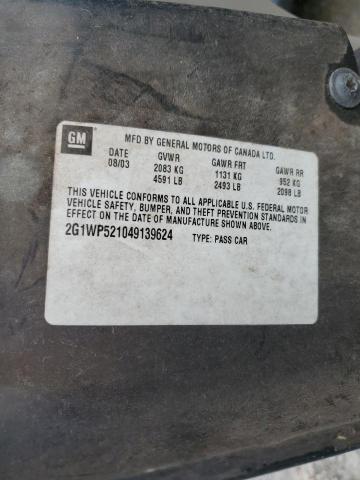 GM
MFD BY GENERAL MOTORS OF CANADA LTD.
DATE GVWR GAWR FRT GAWR RR
08/03 2083 KG 1131 KG 952 KG
4591 LB 2493 LB 2098 LB
THIS VEHICLE CONFORMS TO ALL APPLICABLE U.S. FEDERAL MOTOR
VEHICLE SAFETY, BUMPER, AND THEFT PREVENTION STANDARDS IN
EFFECT ON THE DATE OF MANUFACTURE SHOWN ABOVE.
2G1WP521049139624 TYPE: PASS CAR